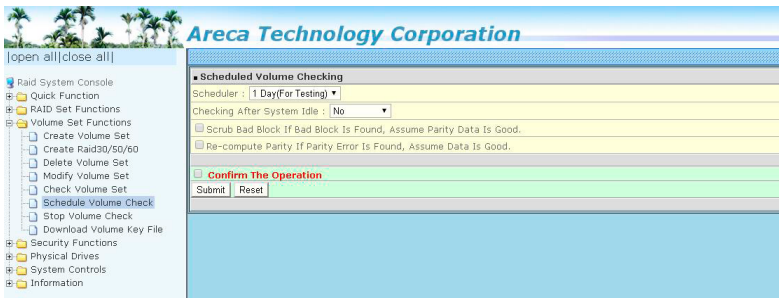 Areca Technology Corporation
|open all|close all|
Raid System Console
Quick Function
RAID Set Functions
Volume Set Functions
Create Volume Set
Create Raid30/50/60
Delete Volume Set
Modify Volume Set
Check Volume Set
Schedule Volume Check
Stop Volume Check
Download Volume Key File
Security Functions
Physical Drives
System Controls
Information
Scheduled Volume Checking
Scheduler : 1 Day(For Testing)
Checking After System Idle : No
Scrub Bad Block If Bad Block Is Found, Assume Parity Data Is Good.
Re-compute Parity If Parity Error Is Found, Assume Data Is Good.
Confirm The Operation
Submit Reset